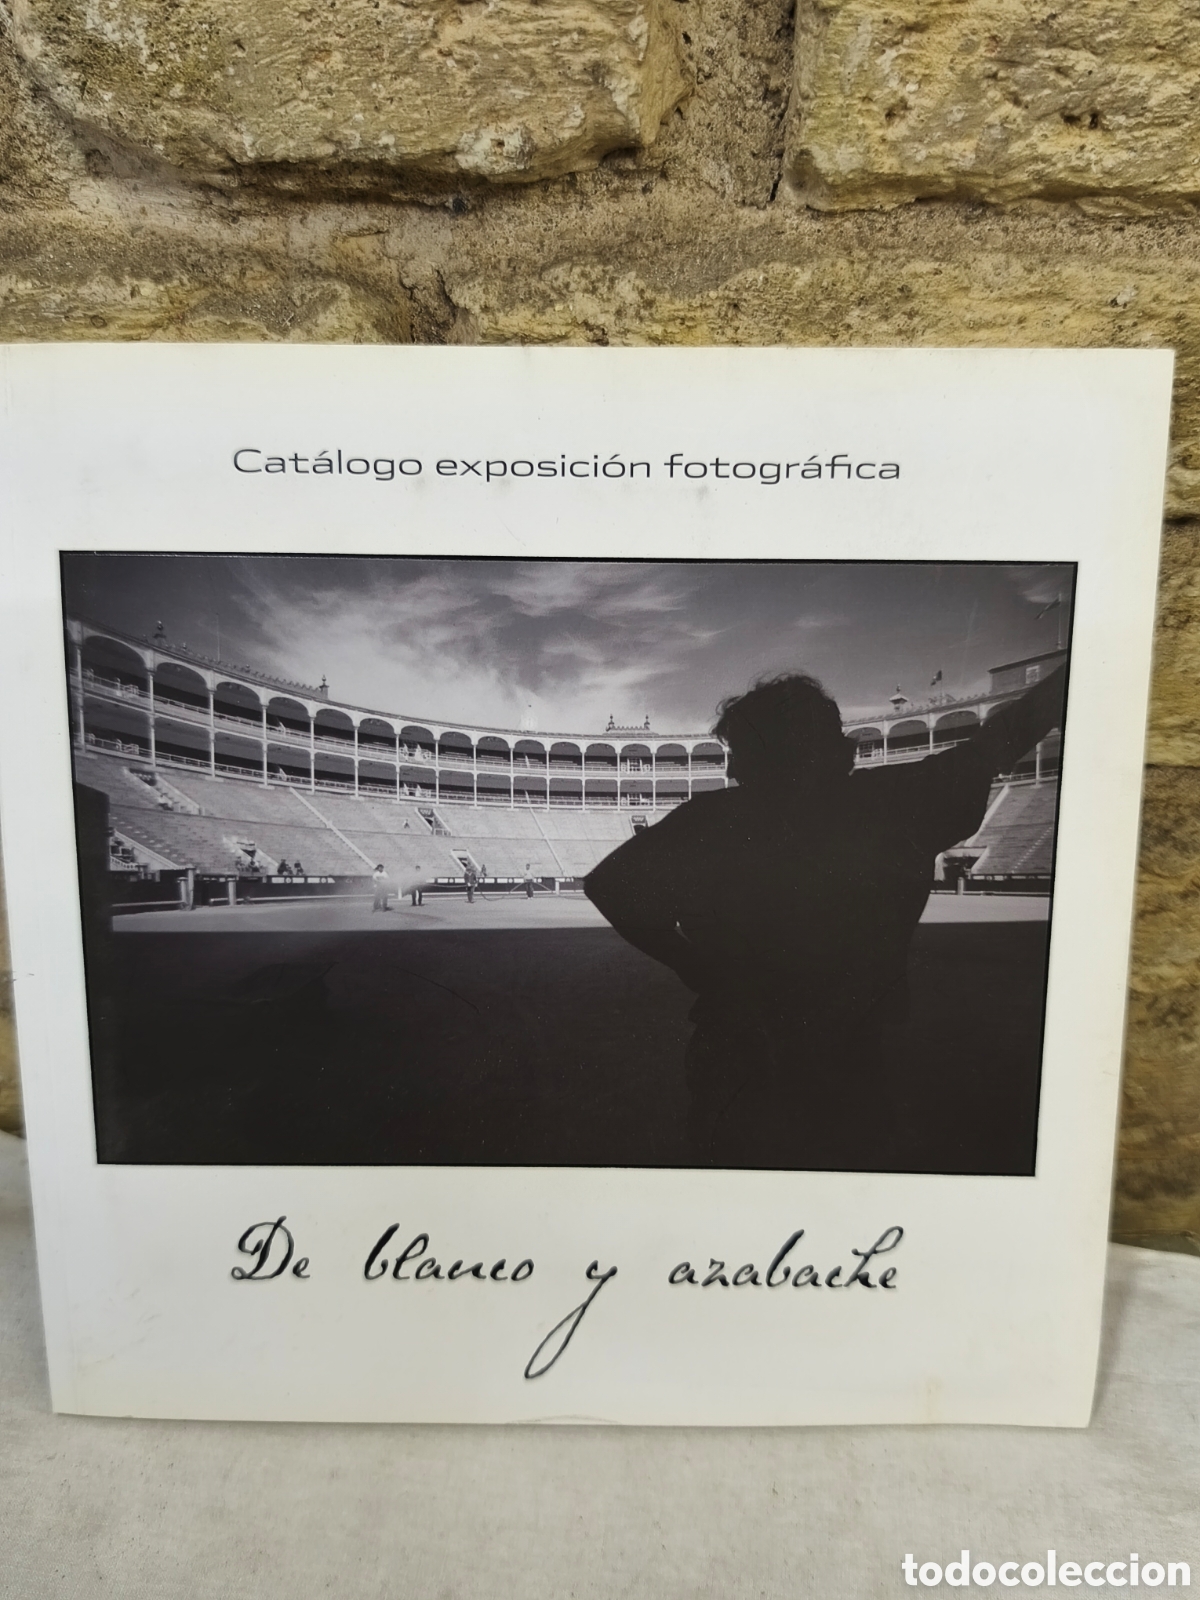 Catálogo exposición fotográfica
De blanco y azabache
todocoleccion